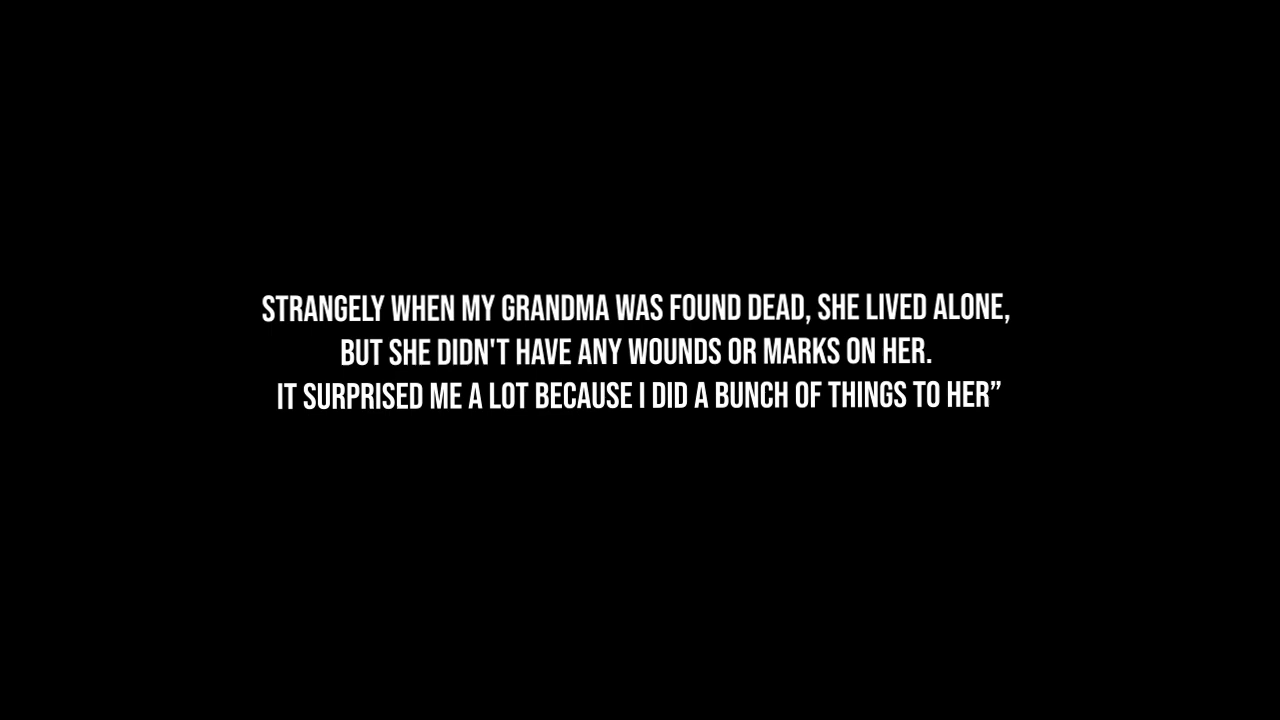 STRANGELY WHEN MY GRANDMA WAS FOUND DEAD, SHE LIVED ALONE,
BUT SHE DIDN'T HAVE ANY WOUNDS OR MARKS ON HER.
IT SURPRISED ME A LOT BECAUSE I DID A BUNCH OF THINGS TO HER”